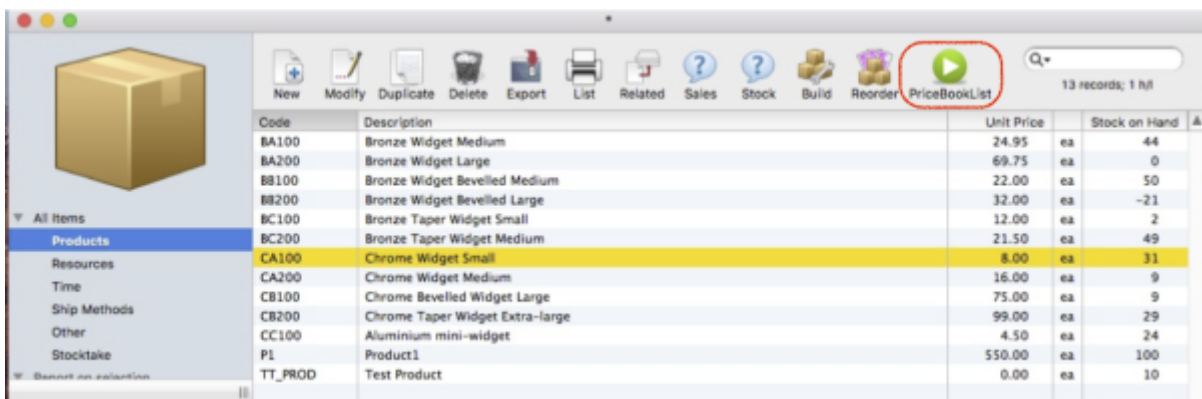 New Modify Duplicate Delete Export List Related Sales Stock Build Reorder PriceBookList
13 records; 1 h/l
Code Description Unit Price Stock on Hand
BA100 Bronze Widget Medium 24.95 ea 44
BA200 Bronze Widget Large 69.75 ea 0
BB100 Bronze Widget Bevelled Medium 22.00 ea 50
BB200 Bronze Widget Bevelled Large 32.00 ea -21
BC100 Bronze Taper Widget Small 12.00 ea 2
BC200 Bronze Taper Widget Medium 21.50 ea 49
CA100 Chrome Widget Small 8.00 ea 31
CA200 Chrome Widget Medium 16.00 ea 9
CB100 Chrome Bevelled Widget Large 75.00 ea 9
CB200 Chrome Taper Widget Extra-large 99.00 ea 29
CC100 Aluminium mini-widget 4.50 ea 24
P1 Product1 550.00 ea 100
TT_PROD Test Product 0.00 ea 10
All Items
Products
Resources
Time
Ship Methods
Other
Stocktake
Report on selection